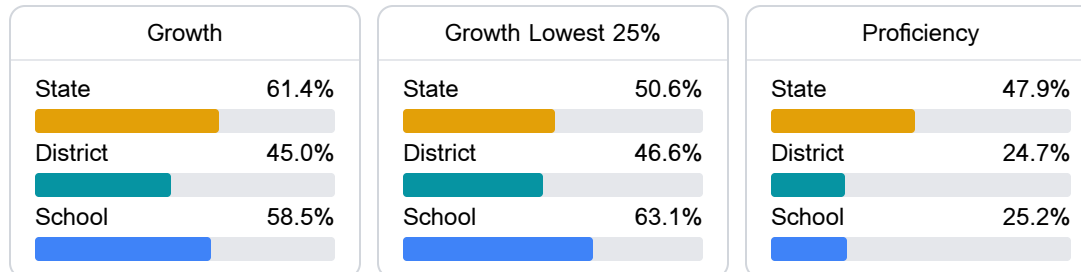 Growth
State 61.4%
District 45.0%
School 58.5%
Growth Lowest 25%
State 50.6%
District 46.6%
School 63.1%
Proficiency
State 47.9%
District 24.7%
School 25.2%